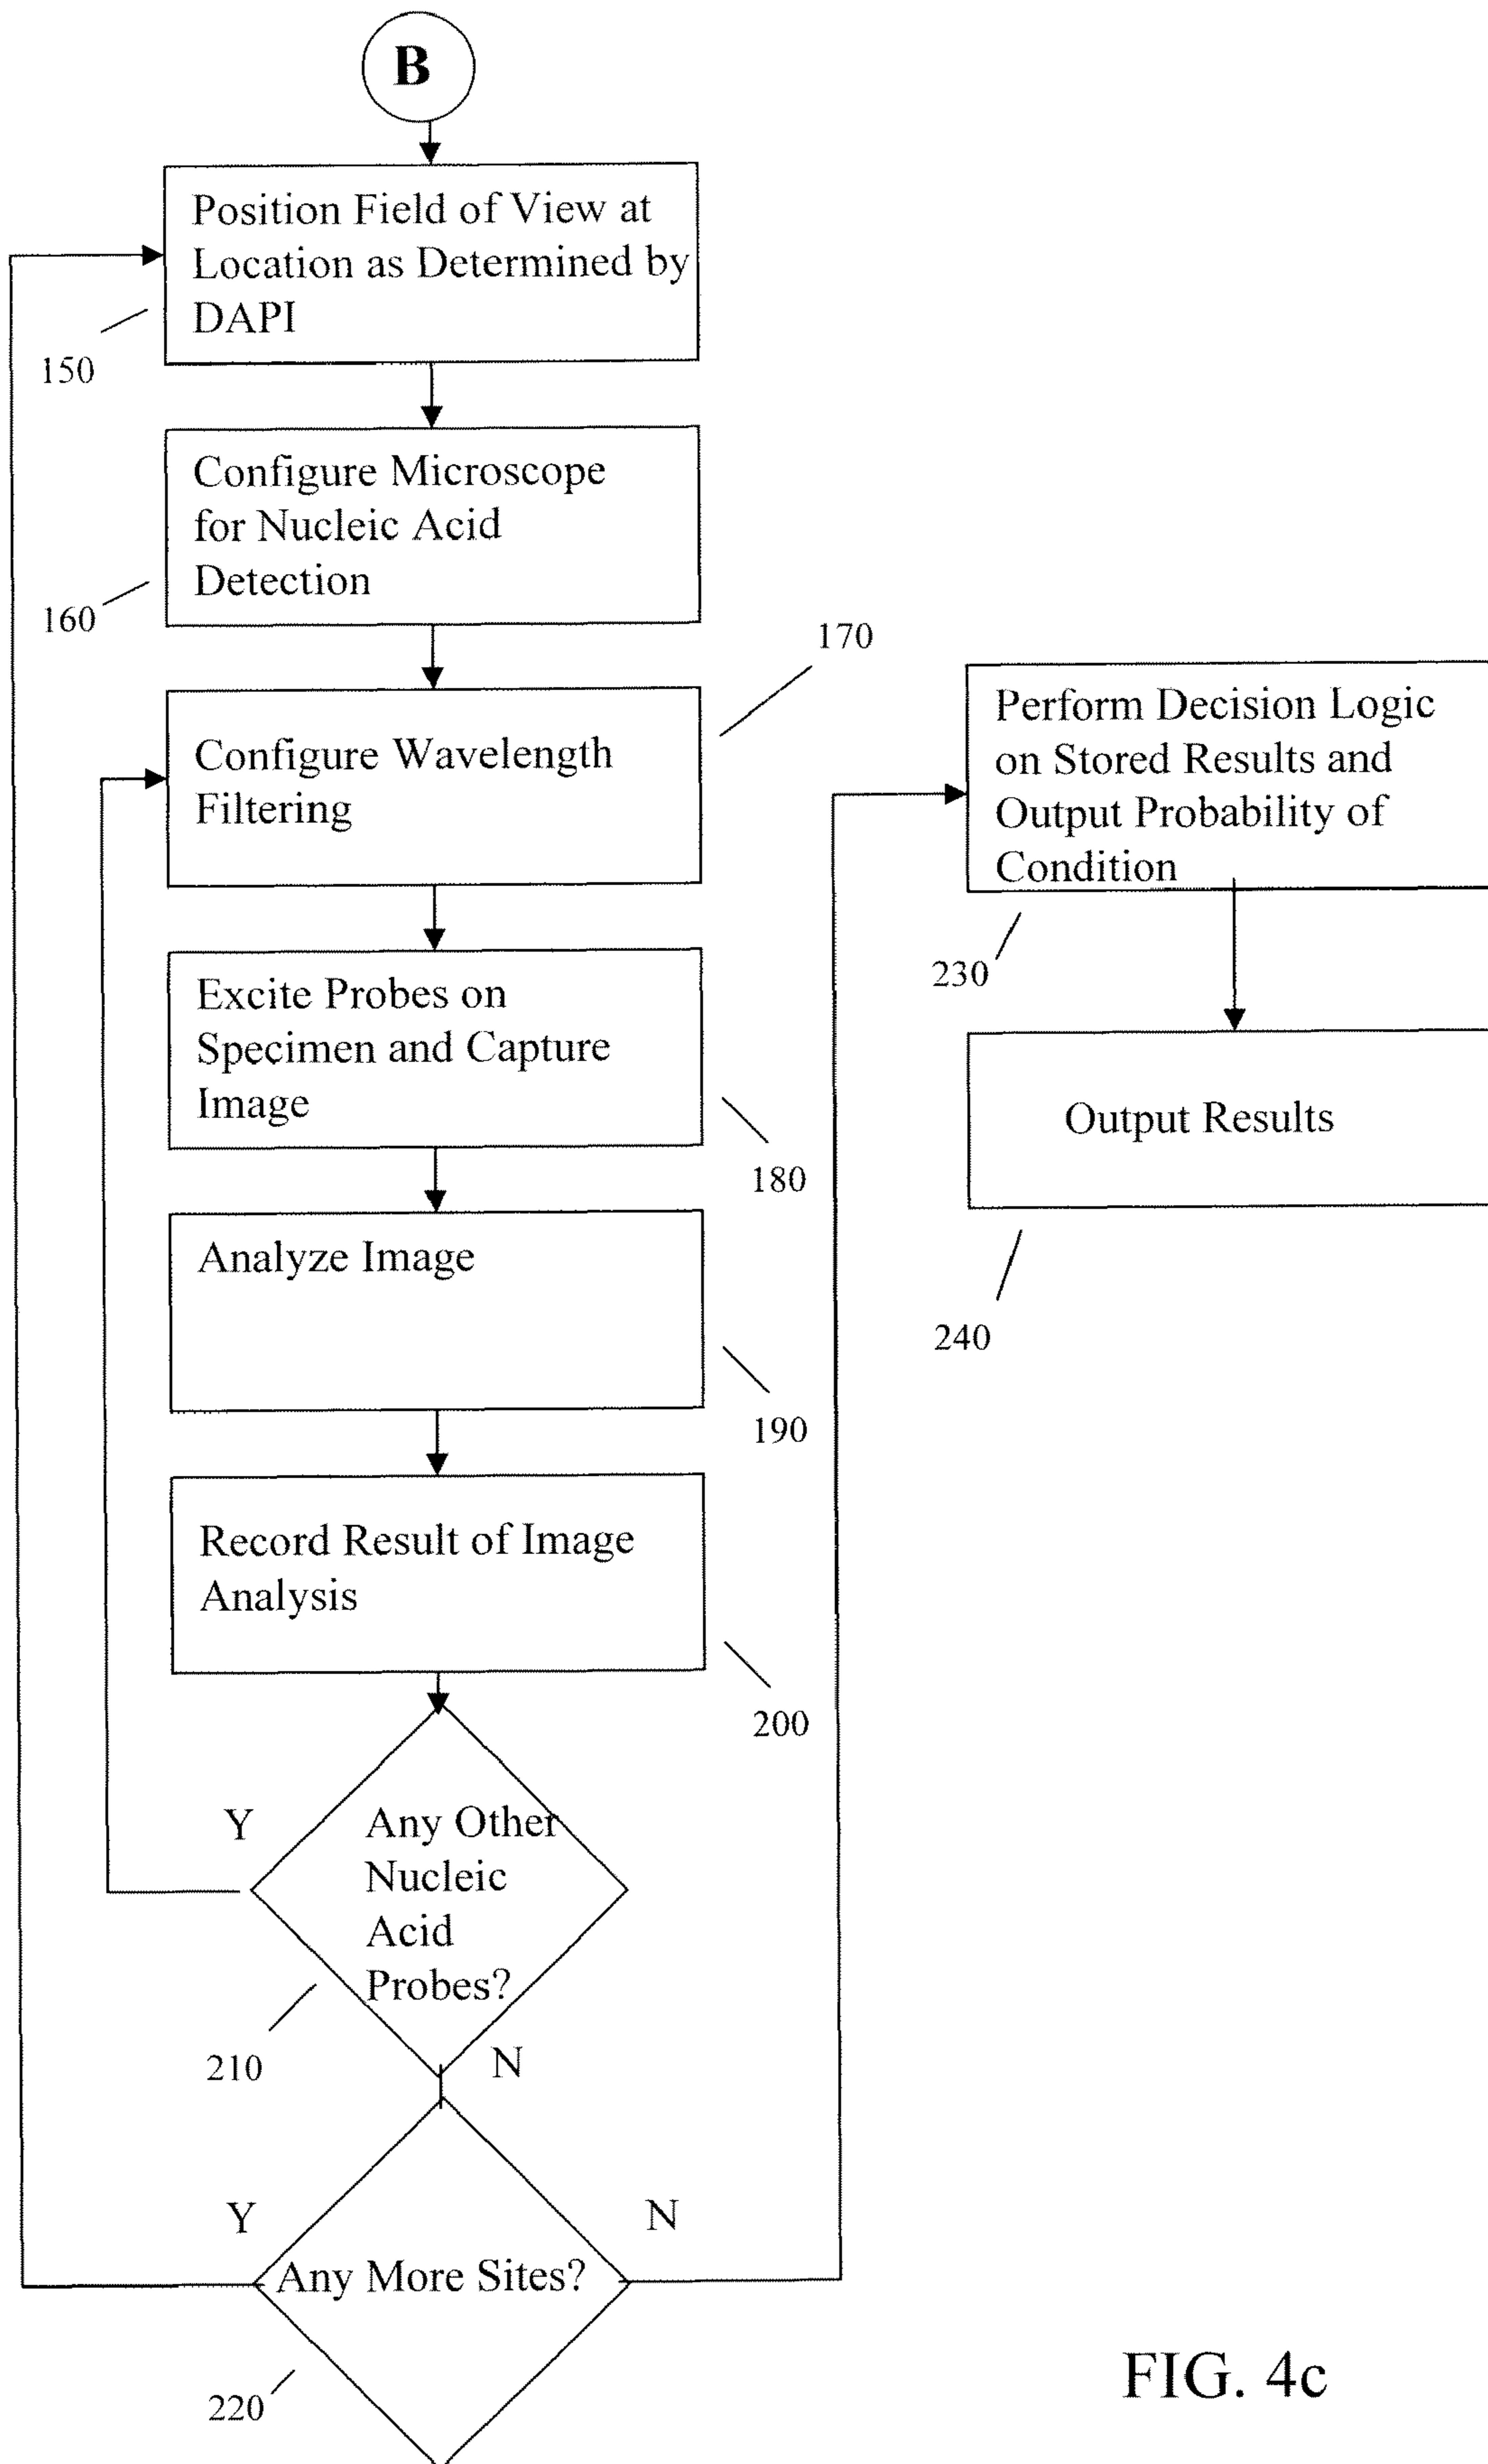 B
Position Field of View at
Location as Determined by
DAPI
150
Configure Microscope
for Nucleic Acid
Detection
160
170
Configure Wavelength
Filtering
Excite Probes on
Specimen and Capture
Image
180
Analyze Image
190
Record Result of Image
Analysis
200
Y
Any Other
Nucleic
Acid
Probes?
210
N
Y
N
Any More Sites?
220
Perform Decision Logic
on Stored Results and
Output Probability of
Condition
230
Output Results
240
FIG. 4c